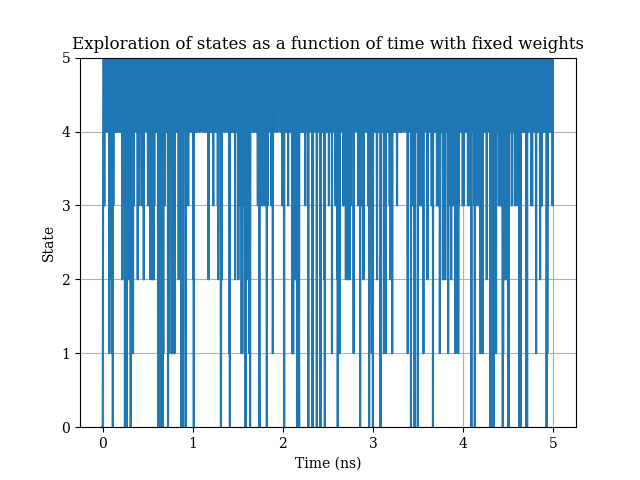 Exploration of states as a function of time with fixed weights
5
4
3
2
1
0
State
0 1 2 3 4 5
Time (ns)